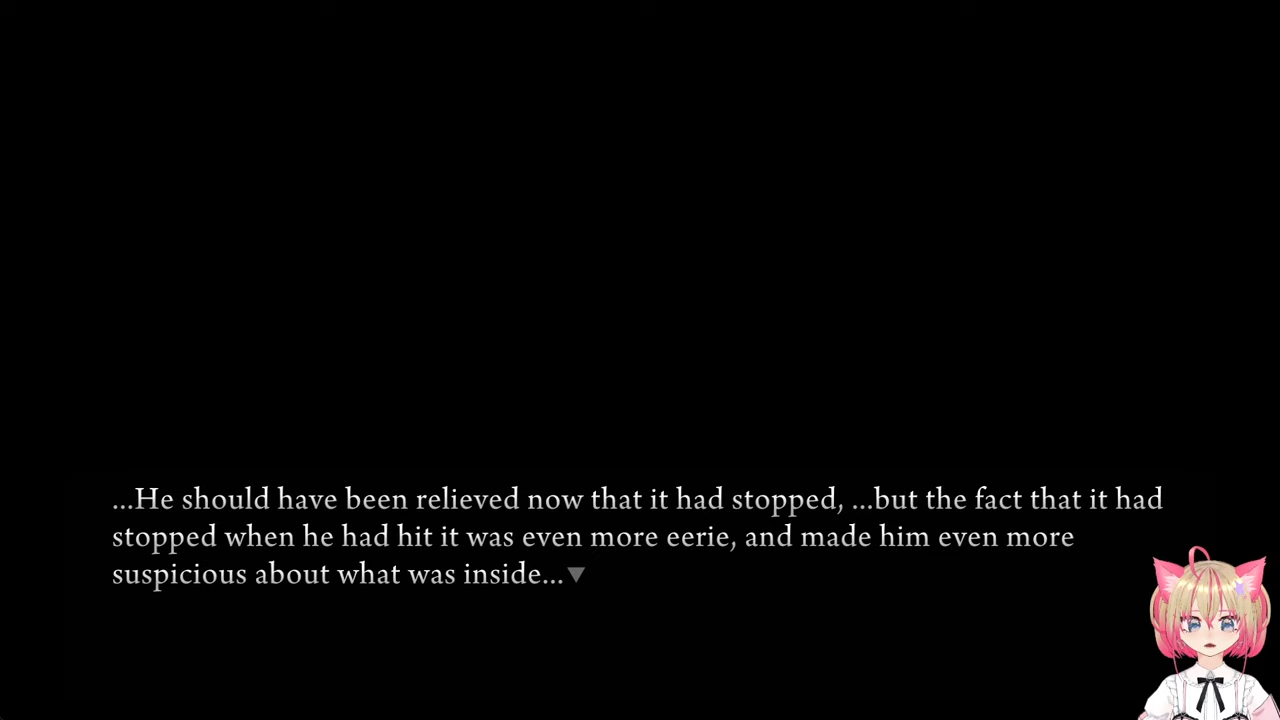 ...He should have been relieved now that it had stopped, ...but the fact that it had
stopped when he had hit it was even more eerie, and made him even more
suspicious about what was inside...▼